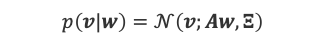 p(v|w) = 𝒩(v; Aw, Ξ)